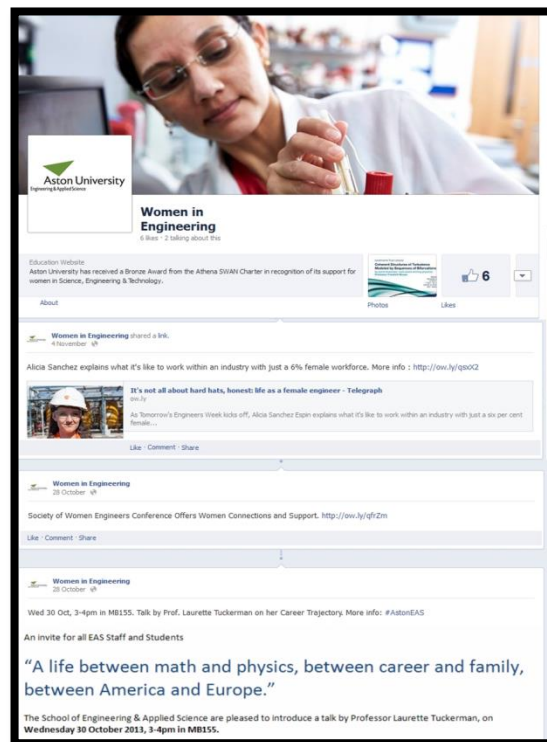 Aston University
Engineering & Applied Science
Women in
Engineering
6 likes · 2 talking about this
Education Website
Aston University has received a Bronze Award from the Athena SWAN Charter in recognition of its support for
women in Science, Engineering & Technology.
About
Photos
6
Likes
Women in Engineering shared a link.
4 November
Alicia Sanchez explains what it's like to work within an industry with just a 6% female workforce. More info : http://ow.ly/qsxX2
It's not all about hard hats, honest: life as a female engineer - Telegraph
ow.ly
As Tomorrow's Engineers Week kicks off, Alicia Sanchez Espin explains what it's like to work within an industry with just a six per cent
female...
Like · Comment · Share
Women in Engineering
28 October
Society of Women Engineers Conference Offers Women Connections and Support. http://ow.ly/qfrZm
Like · Comment · Share
Women in Engineering
28 October
Wed 30 Oct, 3-4pm in MB155. Talk by Prof. Laurette Tuckerman on her Career Trajectory. More info: #AstonEAS
An invite for all EAS Staff and Students
“A life between math and physics, between career and family,
between America and Europe.”
The School of Engineering & Applied Science are pleased to introduce a talk by Professor Laurette Tuckerman, on
Wednesday 30 October 2013, 3-4pm in MB155.